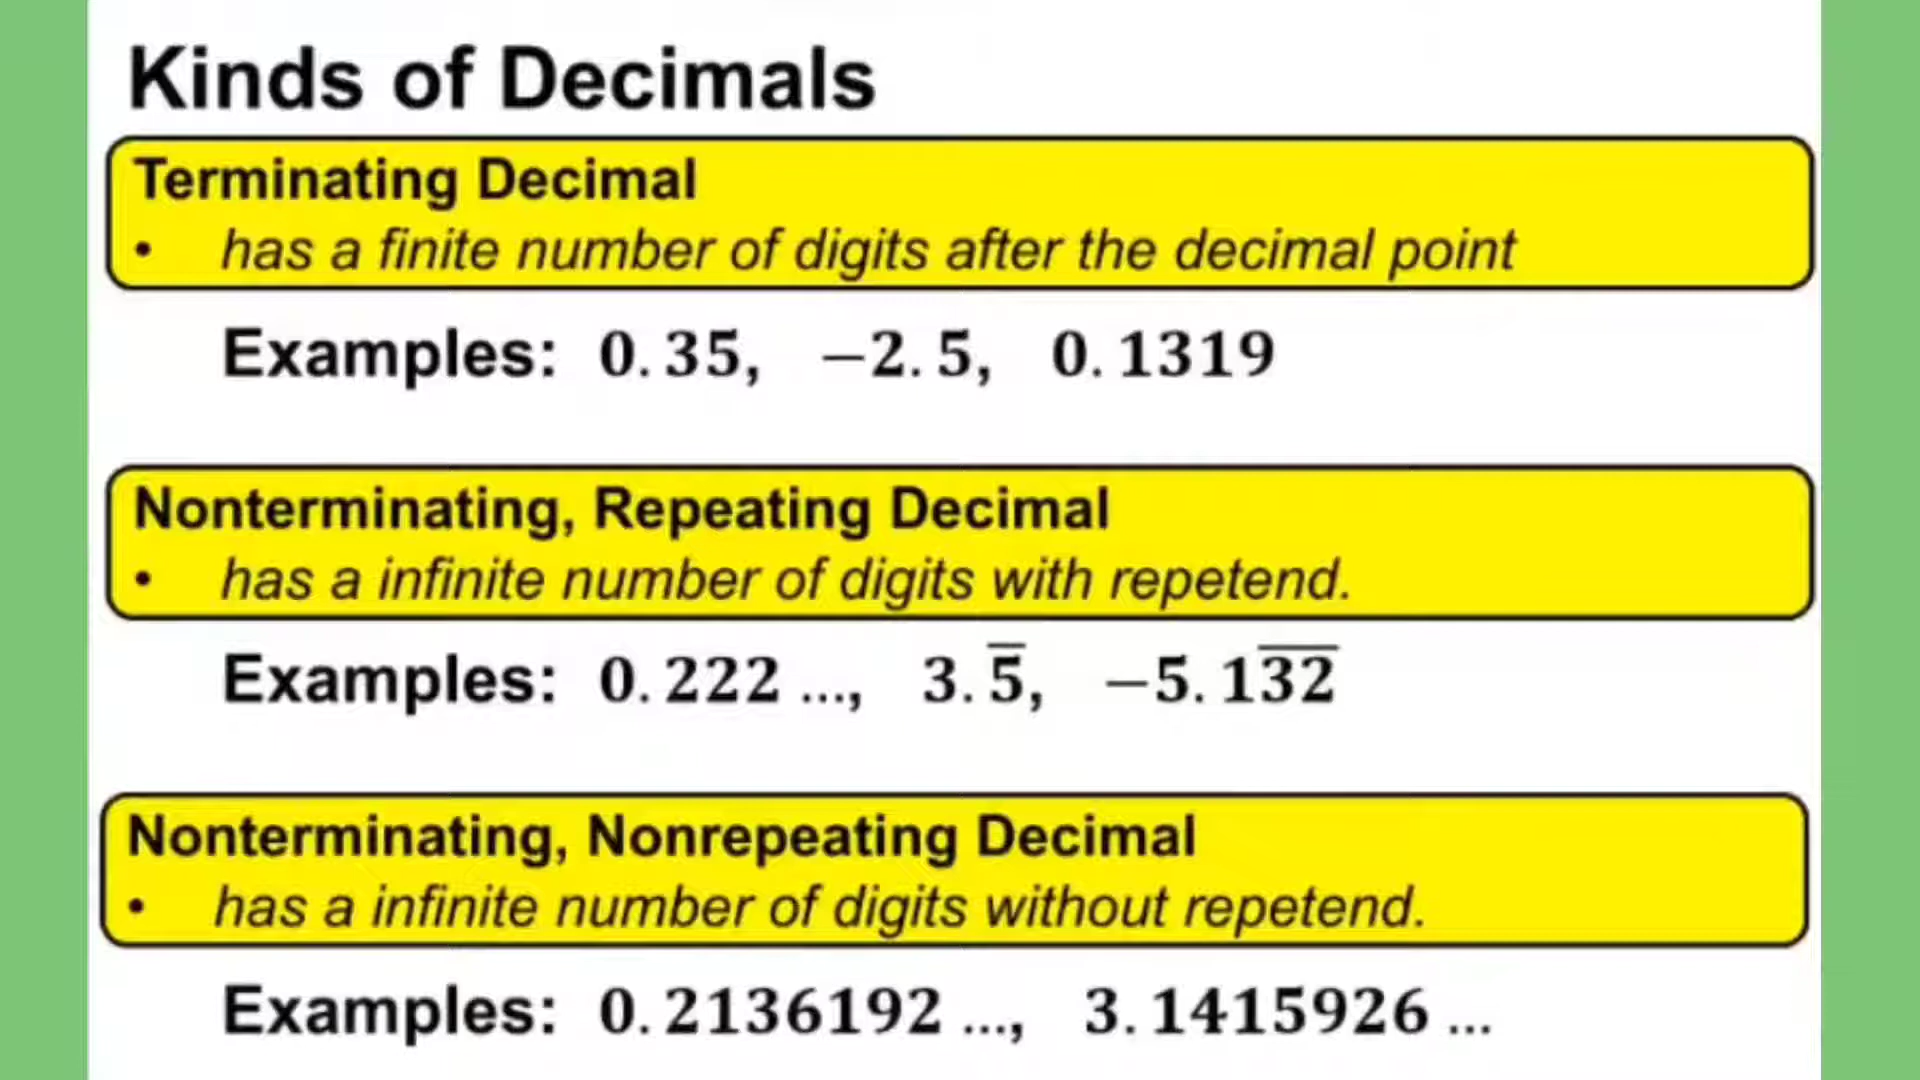 Kinds of Decimals
Terminating Decimal
• has a finite number of digits after the decimal point
Examples: 0.35, −2.5, 0.1319
Nonterminating, Repeating Decimal
• has a infinite number of digits with repetend.
Examples: 0.222 ..., 3.5̅, −5.13̅2̅
Nonterminating, Nonrepeating Decimal
• has a infinite number of digits without repetend.
Examples: 0.2136192 ..., 3.1415926 ...